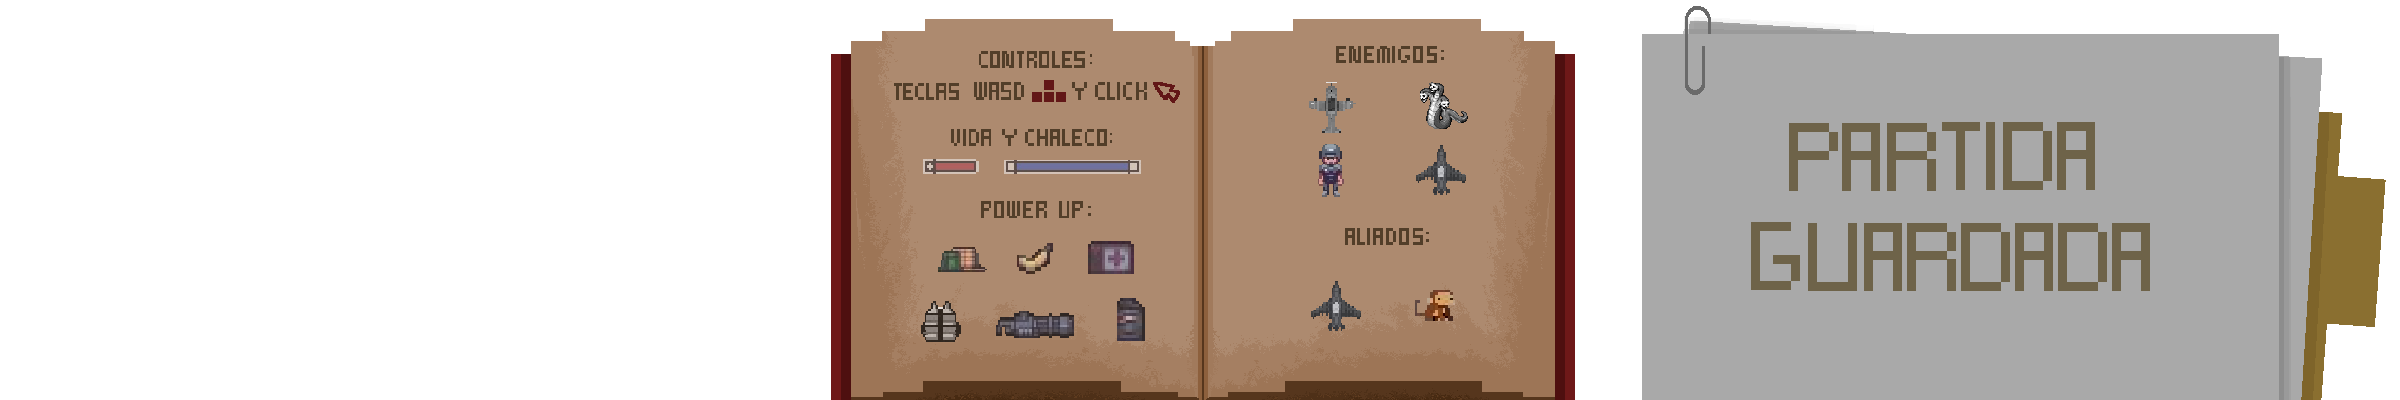 CONTROLES:
TECLAS WASD Y CLICK
VIDA Y CHALECO:
POWER UP:
ENEMIGOS:
ALIADOS:
PARTIDA
GUARDADA